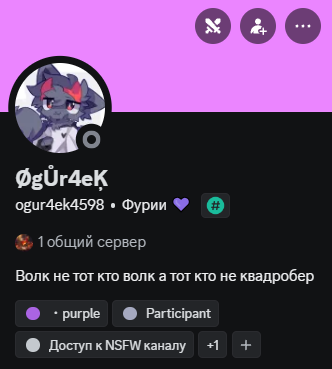 ØgŮr4eĶ
ogur4ek4598 • Фурии 💜 #
1 общий сервер
Волк не тот кто волк а тот кто не квадробер
・purple Participant
Доступ к NSFW каналу +1 +